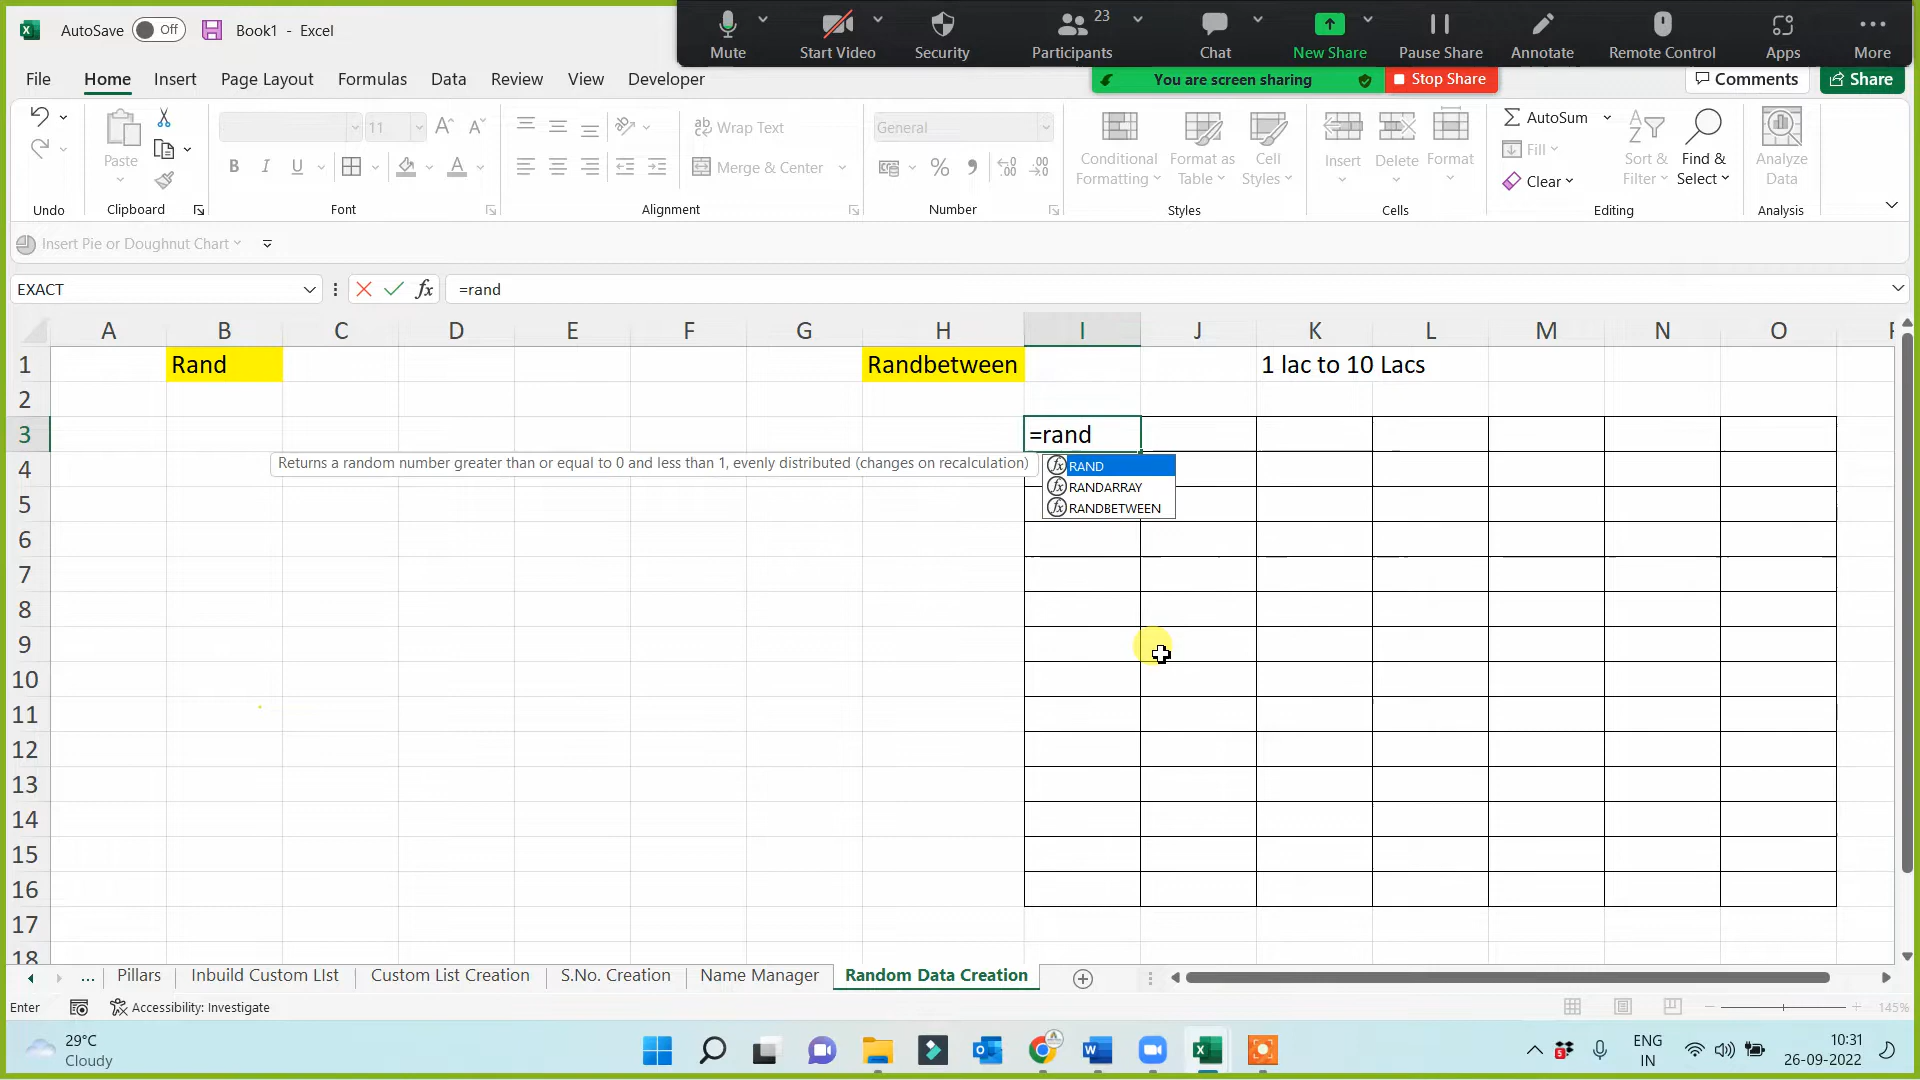 AutoSave Off Book1 - Excel
Mute Start Video Security Participants 23 Chat New Share Pause Share Annotate Remote Control Apps More
You are screen sharing Stop Share
File Home Insert Page Layout Formulas Data Review View Developer Comments Share
Paste
11
Wrap Text
General
Merge & Center
Conditional Formatting
Format as Table
Cell Styles
Insert Delete Format
AutoSum
Fill
Clear
Sort & Filter
Find & Select
Analyze Data
Undo Clipboard Font Alignment Number Styles Cells Editing Analysis
Insert Pie or Doughnut Chart
EXACT fx =rand
A B C D E F G H I J K L M N O
1 Rand Randbetween 1 lac to 10 Lacs
2
3 =rand
4 Returns a random number greater than or equal to 0 and less than 1, evenly distributed (changes on recalculation) fx RAND
fx RANDARRAY
5 fx RANDBETWEEN
6
7
8
9
10
11
12
13
14
15
16
17
18
... Pillars Inbuild Custom LIst Custom List Creation S.No. Creation Name Manager Random Data Creation
Enter Accessibility: Investigate 145%
29°C
Cloudy
ENG
IN
10:31
26-09-2022